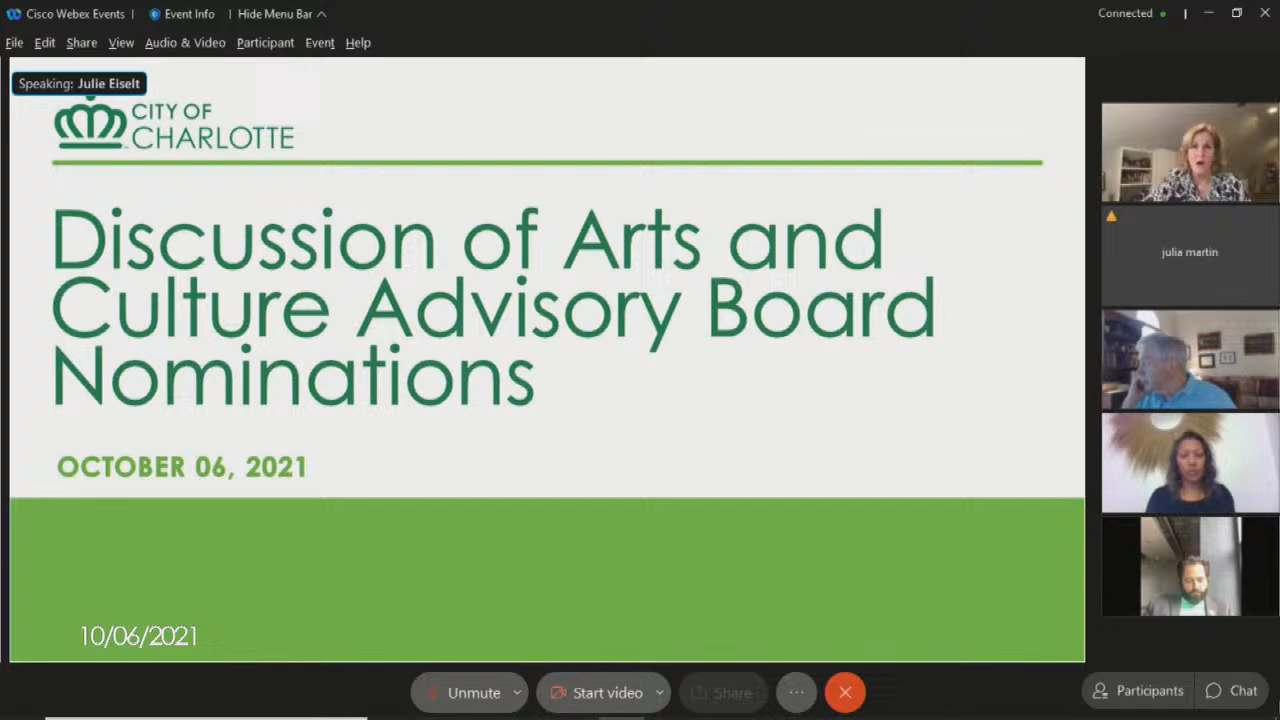 Cisco Webex Events | Event Info | Hide Menu Bar Connected
File Edit Share View Audio & Video Participant Event Help
Speaking: Julie Eiselt
CITY OF
CHARLOTTE
julia martin
Discussion of Arts and
Culture Advisory Board
Nominations
OCTOBER 06, 2021
10/06/2021
Unmute Start video Share Participants Chat